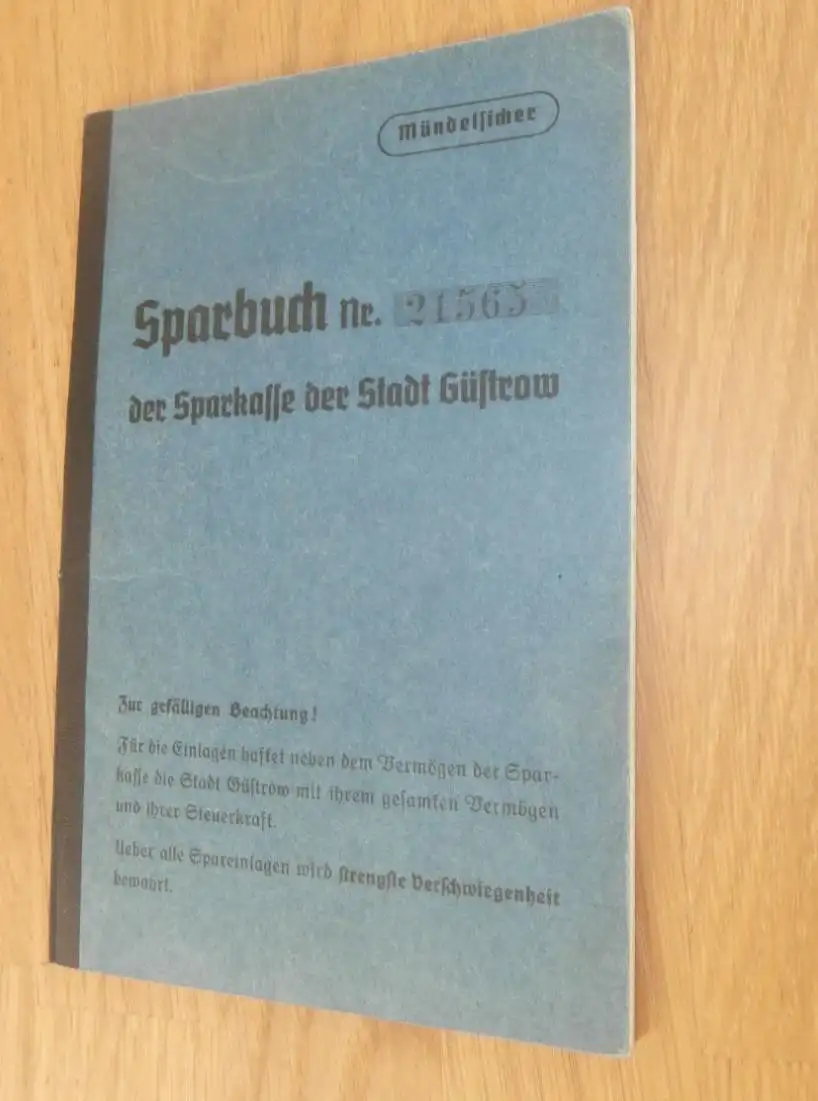 Mündelsicher
Sparbuch Nr. 21565
der Sparkasse der Stadt Güstrow
Zur gefälligen Beachtung!
Für die Einlagen haftet neben dem Vermögen der Spar-
kasse die Stadt Güstrow mit ihrem gesamten Vermögen
und ihrer Steuerkraft.
Ueber alle Spareinlagen wird strengste Verschwiegenheit
bewahrt.